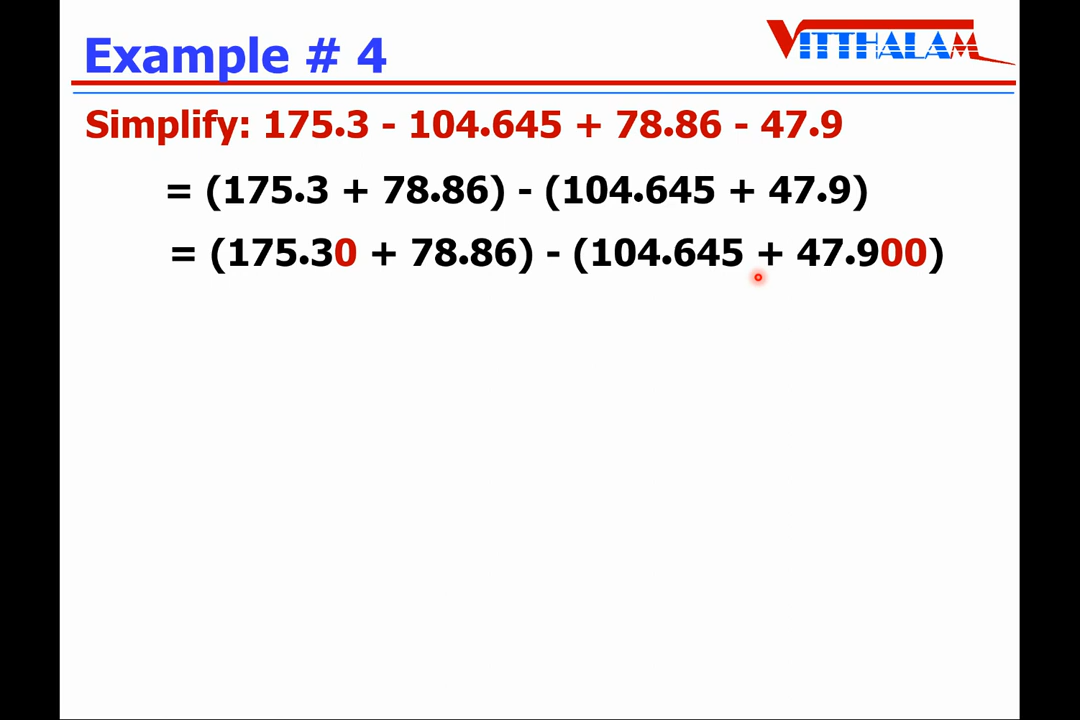 Example # 4
VITTHALAM
Simplify: 175.3 - 104.645 + 78.86 - 47.9
= (175.3 + 78.86) - (104.645 + 47.9)
= (175.30 + 78.86) - (104.645 + 47.900)